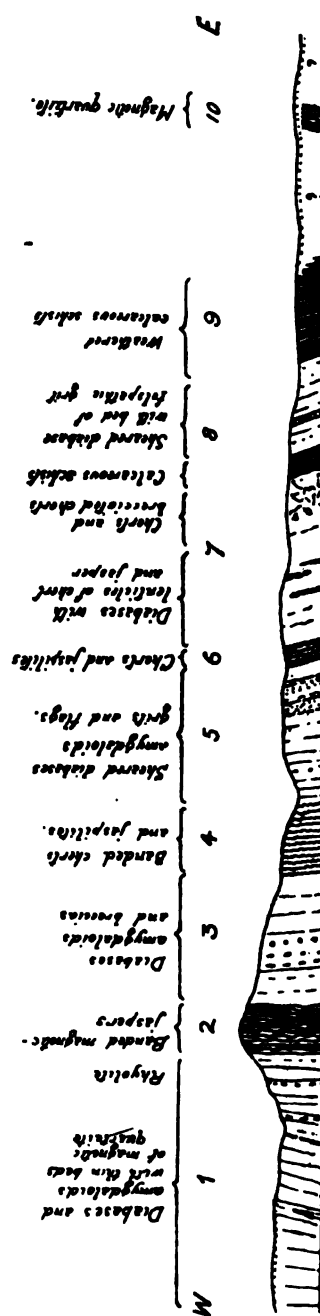 W
Diabases and
amygdaloids
with thin beds
of magnetic
quartzite
1
Rhyolite
Banded magnetic-
jaspers
2
Diabases
amygdaloids
and breccias
3
Banded cherts
and jaspilites.
4
Sheared diabases
amygdaloids
grits and flags.
5
Cherts and jaspilites
6
Diabases with
lenticles of chert
and jasper
7
Cherts and
brecciated cherts
Calcareous schists
Sheared diabase
with bed of
felspathic grit
8
Weathered
calcareous schists
9
Magnetic quartzite.
10
E